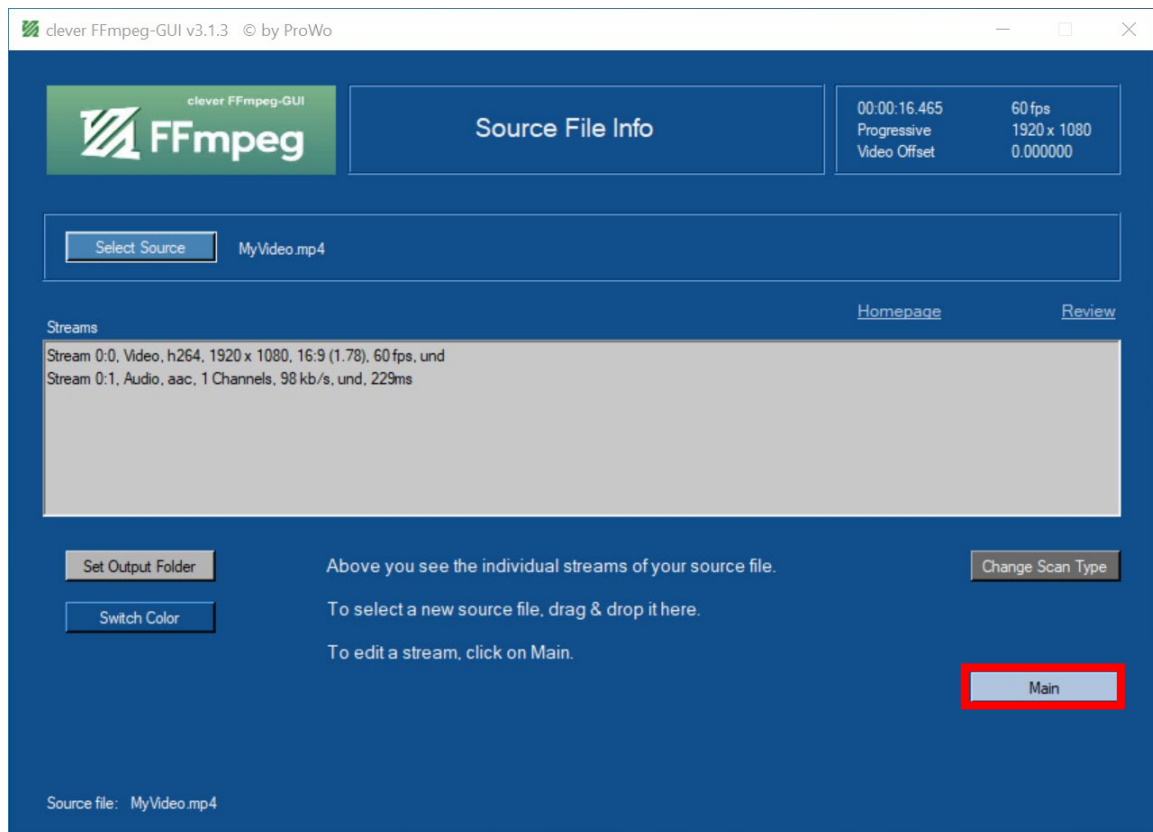 clever FFmpeg-GUI v3.1.3 © by ProWo
clever FFmpeg-GUI
FFmpeg
Source File Info
00:00:16.465 60 fps
Progressive 1920 x 1080
Video Offset 0.000000
Select Source MyVideo.mp4
Homepage Review
Streams
Stream 0:0, Video, h264, 1920 x 1080, 16:9 (1.78), 60 fps, und
Stream 0:1, Audio, aac, 1 Channels, 98 kb/s, und, 229ms
Set Output Folder
Above you see the individual streams of your source file.
Change Scan Type
Switch Color
To select a new source file, drag & drop it here.
To edit a stream, click on Main.
Main
Source file: MyVideo.mp4